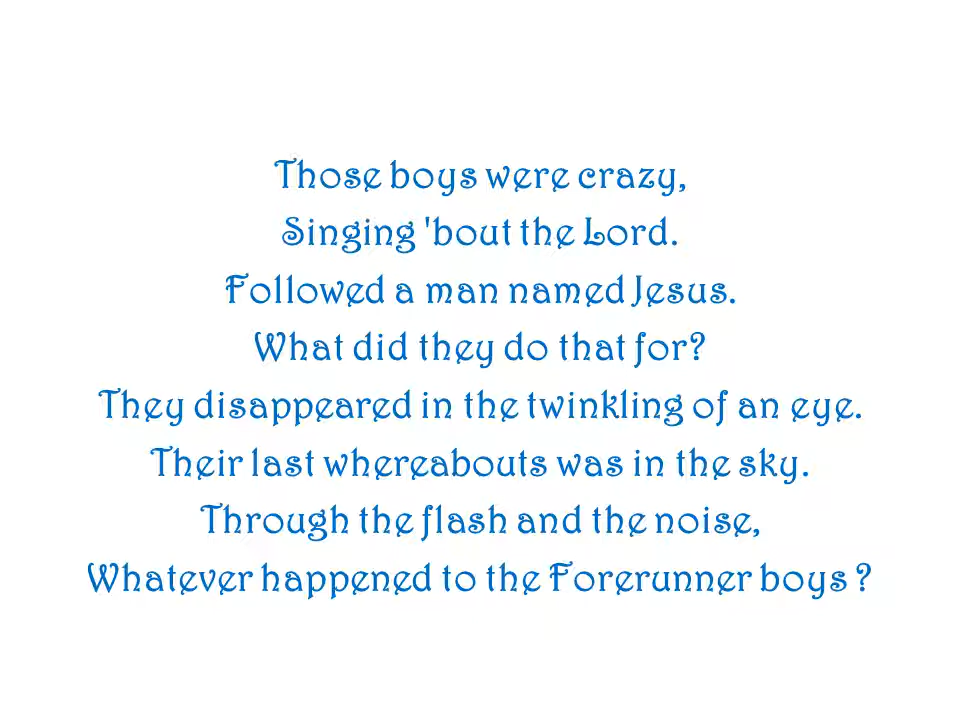 Those boys were crazy,
Singing 'bout the Lord.
Followed a man named Jesus.
What did they do that for?
They disappeared in the twinkling of an eye.
Their last whereabouts was in the sky.
Through the flash and the noise,
Whatever happened to the Forerunner boys ?